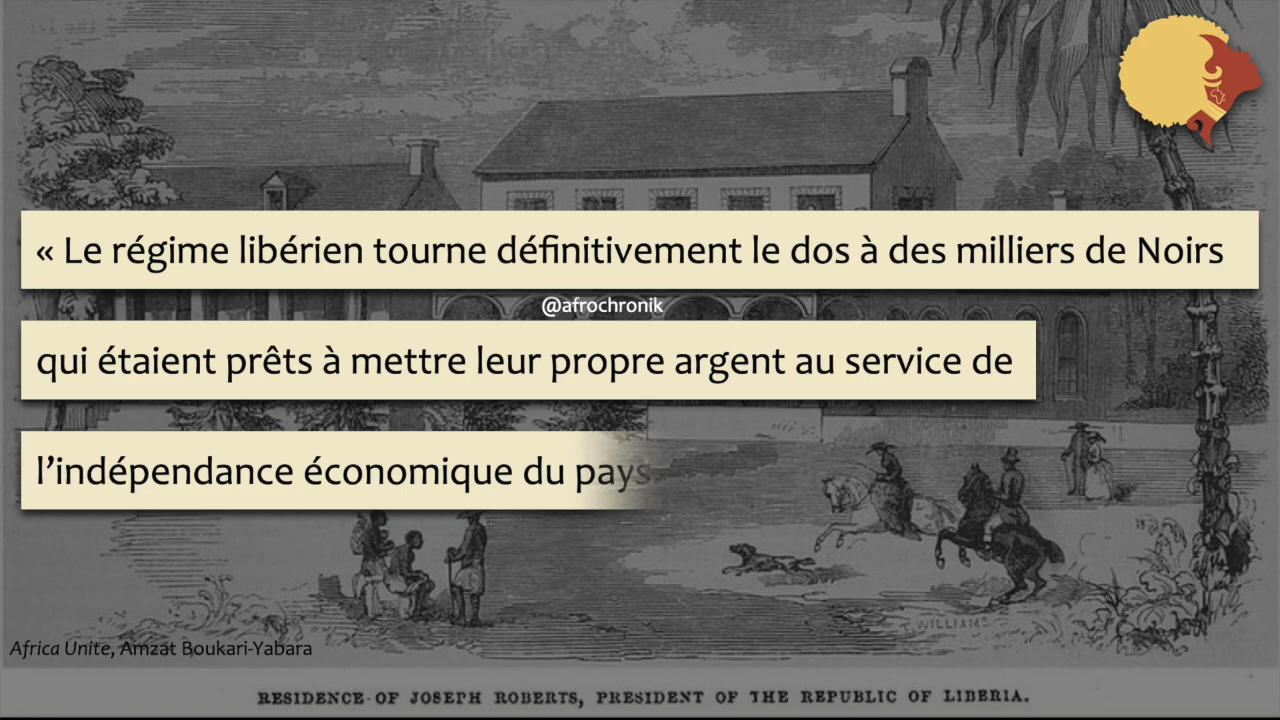 « Le régime libérien tourne définitivement le dos à des milliers de Noirs
@afrochronik
qui étaient prêts à mettre leur propre argent au service de
l’indépendance économique du pays
WILLIAMS
Africa Unite, Amzat Boukari-Yabara
RESIDENCE OF JOSEPH ROBERTS, PRESIDENT OF THE REPUBLIC OF LIBERIA.